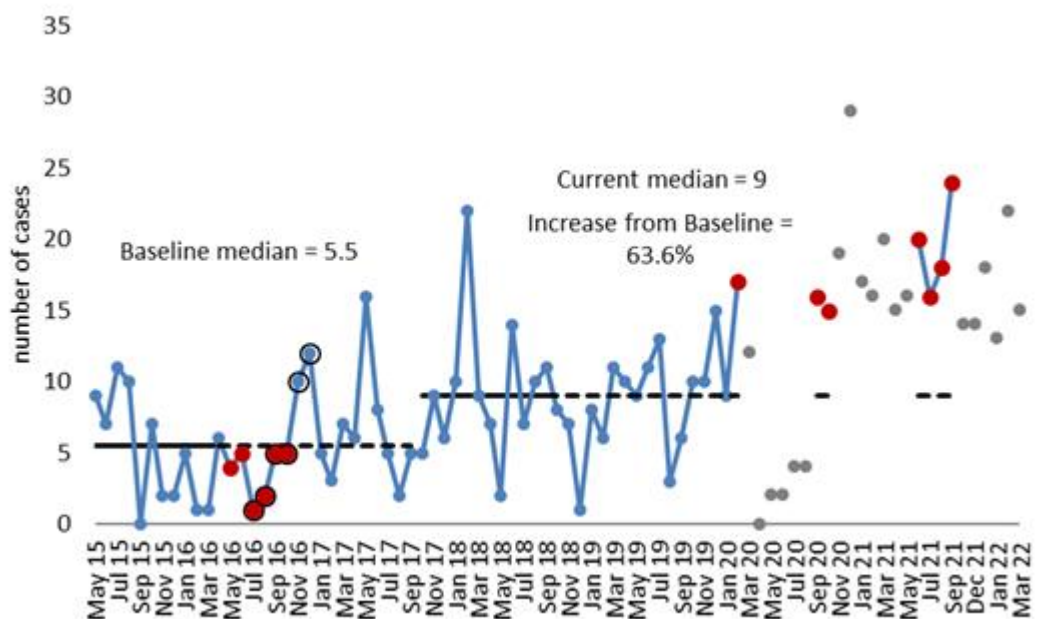 35
30
25
20
15
10
5
0
number of cases
Baseline median = 5.5
Current median = 9
Increase from Baseline =
63.6%
May 15
Jul 15
Sep 15
Nov 15
Jan 16
Mar 16
May 16
Jul 16
Sep 16
Nov 16
Jan 17
Mar 17
May 17
Jul 17
Sep 17
Nov 17
Jan 18
Mar 18
May 18
Jul 18
Sep 18
Nov 18
Jan 19
Mar 19
May 19
Jul 19
Sep 19
Nov 19
Jan 20
Mar 20
May 20
Jul 20
Sep 20
Nov 20
Jan 21
Mar 21
May 21
Jul 21
Sep 21
Dec 21
Jan 22
Mar 22